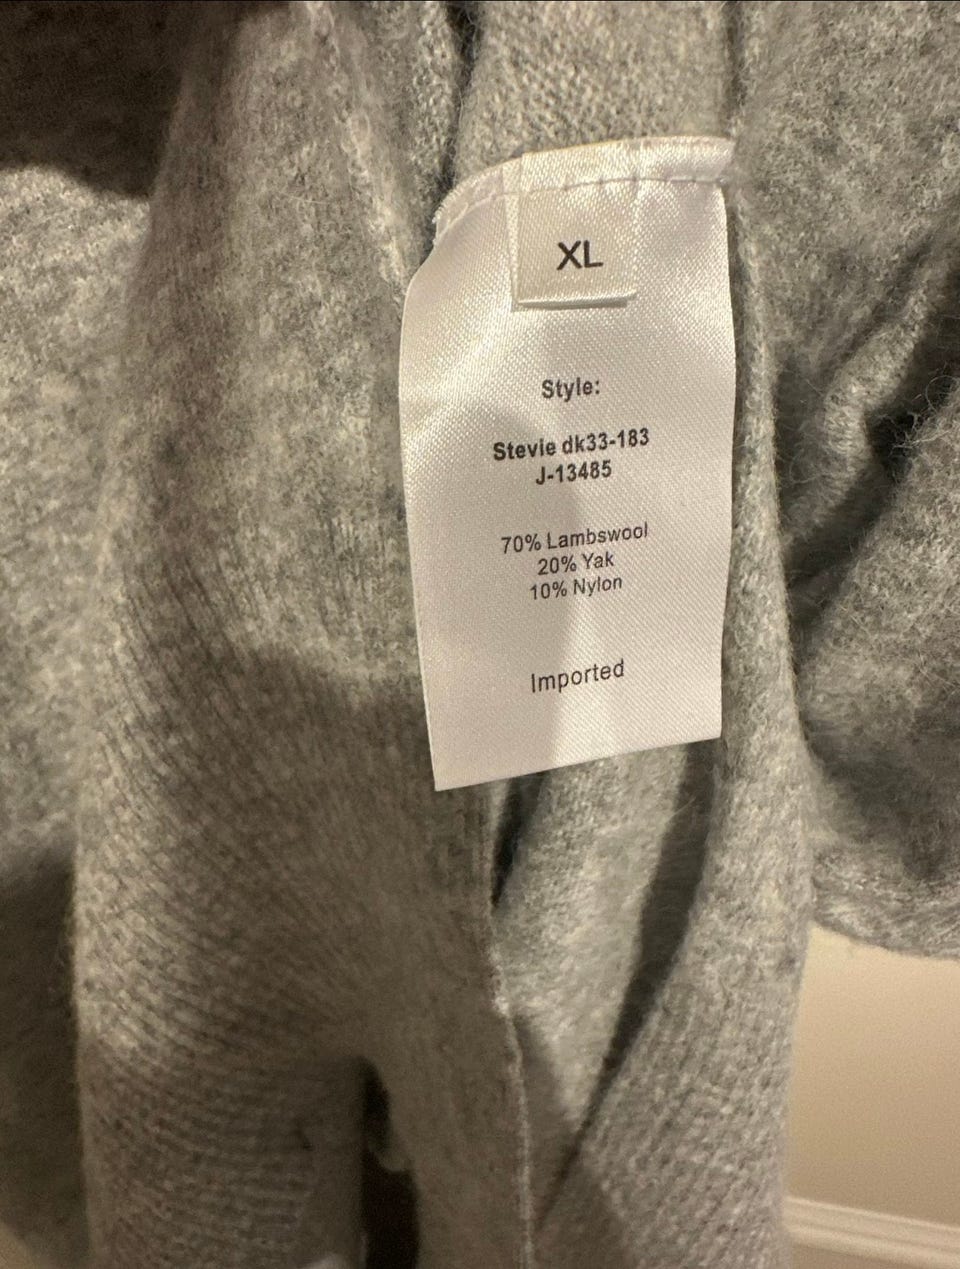 XL
Style:
Stevie dk33-183
J-13485
70% Lambswool
20% Yak
10% Nylon
Imported